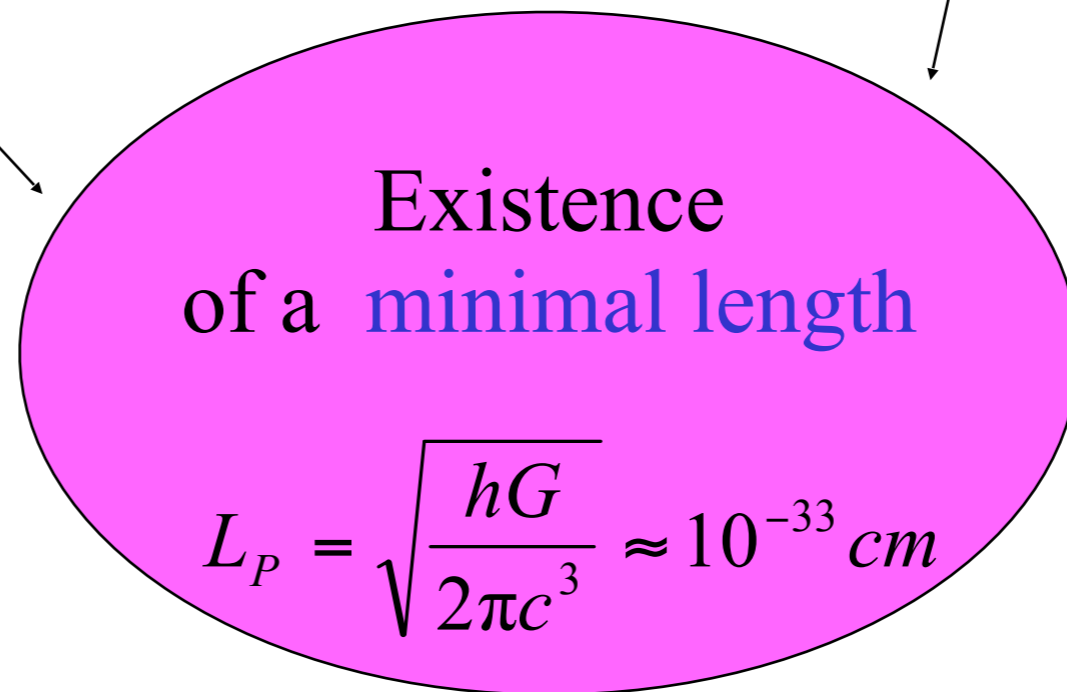 Existence
of a minimal length
L_P = √(hG / 2πc³) ≈ 10⁻³³ cm